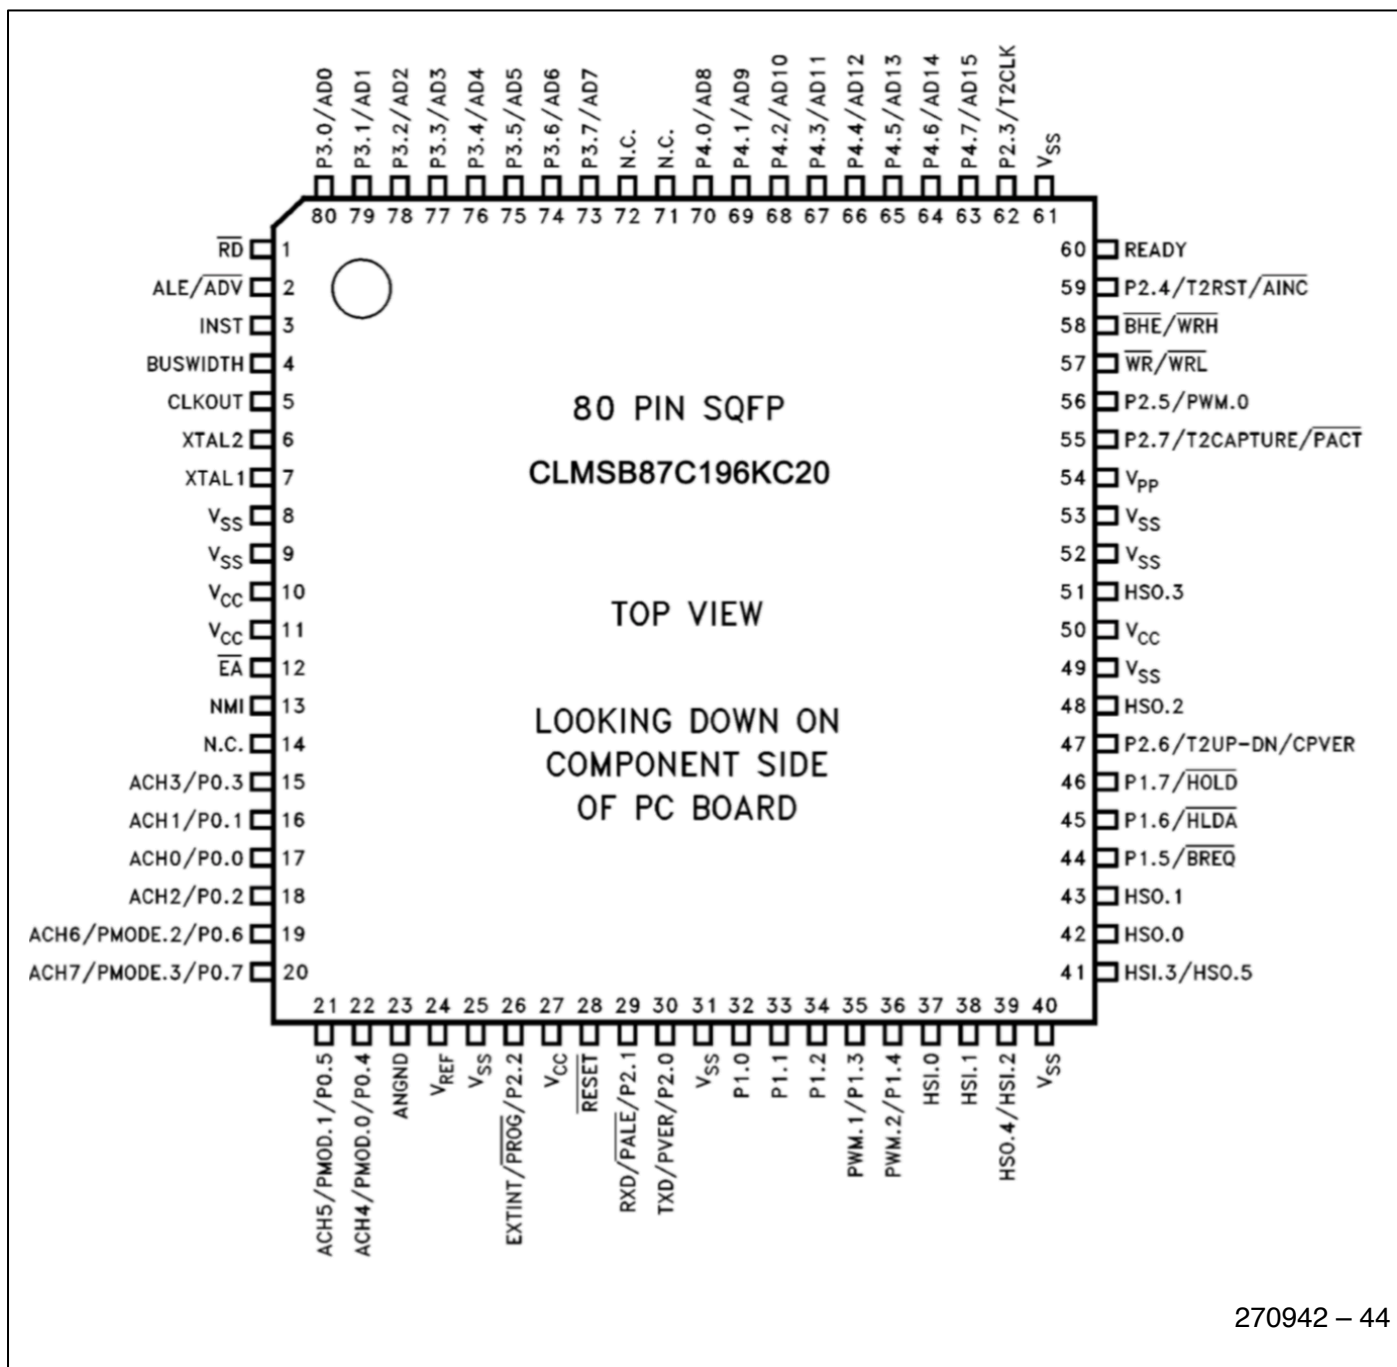 P3.0/AD0
P3.1/AD1
P3.2/AD2
P3.3/AD3
P3.4/AD4
P3.5/AD5
P3.6/AD6
P3.7/AD7
N.C.
N.C.
P4.0/AD8
P4.1/AD9
P4.2/AD10
P4.3/AD11
P4.4/AD12
P4.5/AD13
P4.6/AD14
P4.7/AD15
P2.3/T2CLK
VSS
80 79 78 77 76 75 74 73 72 71 70 69 68 67 66 65 64 63 62 61
RD 1
ALE/ADV 2
INST 3
BUSWIDTH 4
CLKOUT 5
XTAL2 6
XTAL1 7
VSS 8
VSS 9
VCC 10
VCC 11
EA 12
NMI 13
N.C. 14
ACH3/P0.3 15
ACH1/P0.1 16
ACH0/P0.0 17
ACH2/P0.2 18
ACH6/PMODE.2/P0.6 19
ACH7/PMODE.3/P0.7 20
80 PIN SQFP
CLMSB87C196KC20
TOP VIEW
LOOKING DOWN ON
COMPONENT SIDE
OF PC BOARD
60 READY
59 P2.4/T2RST/AINC
58 BHE/WRH
57 WR/WRL
56 P2.5/PWM.0
55 P2.7/T2CAPTURE/PACT
54 VPP
53 VSS
52 VSS
51 HSO.3
50 VCC
49 VSS
48 HSO.2
47 P2.6/T2UP-DN/CPVER
46 P1.7/HOLD
45 P1.6/HLDA
44 P1.5/BREQ
43 HSO.1
42 HSO.0
41 HSI.3/HSO.5
21 22 23 24 25 26 27 28 29 30 31 32 33 34 35 36 37 38 39 40
ACH5/PMOD.1/P0.5
ACH4/PMOD.0/P0.4
ANGND
VREF
VSS
EXTINT/PROG/P2.2
VCC
RESET
RXD/PALE/P2.1
TXD/PVER/P2.0
VSS
P1.0
P1.1
P1.2
PWM.1/P1.3
PWM.2/P1.4
HSI.0
HSI.1
HSO.4/HSI.2
VSS
270942 – 44